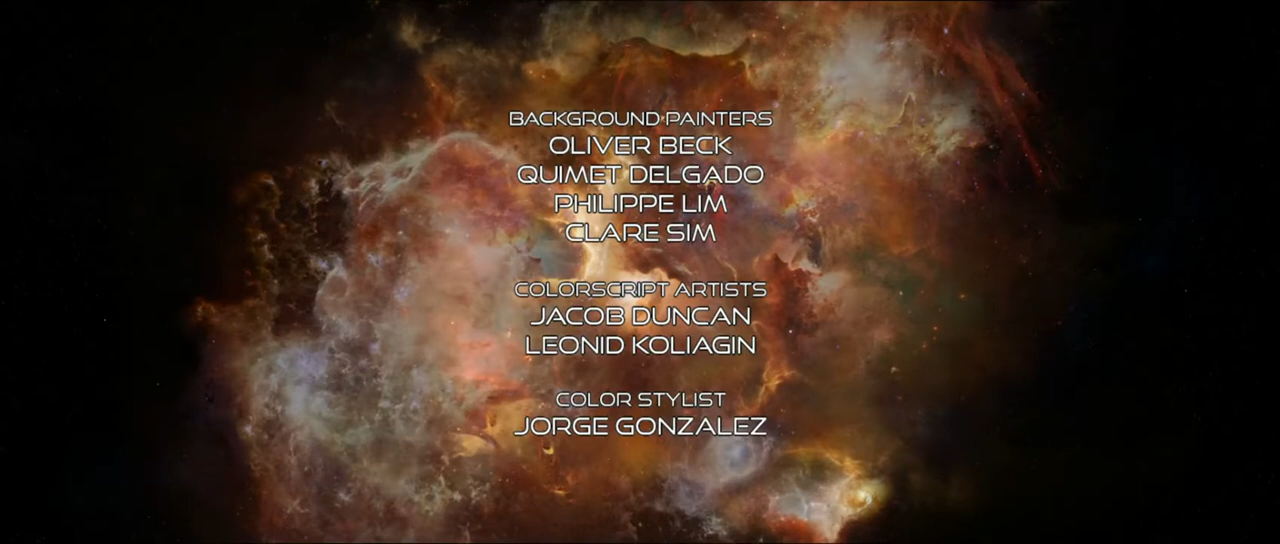 BACKGROUND PAINTERS
OLIVER BECK
QUIMET DELGADO
PHILIPPE LIM
CLARE SIM
COLORSCRIPT ARTISTS
JACOB DUNCAN
LEONID KOLIAGIN
COLOR STYLIST
JORGE GONZALEZ